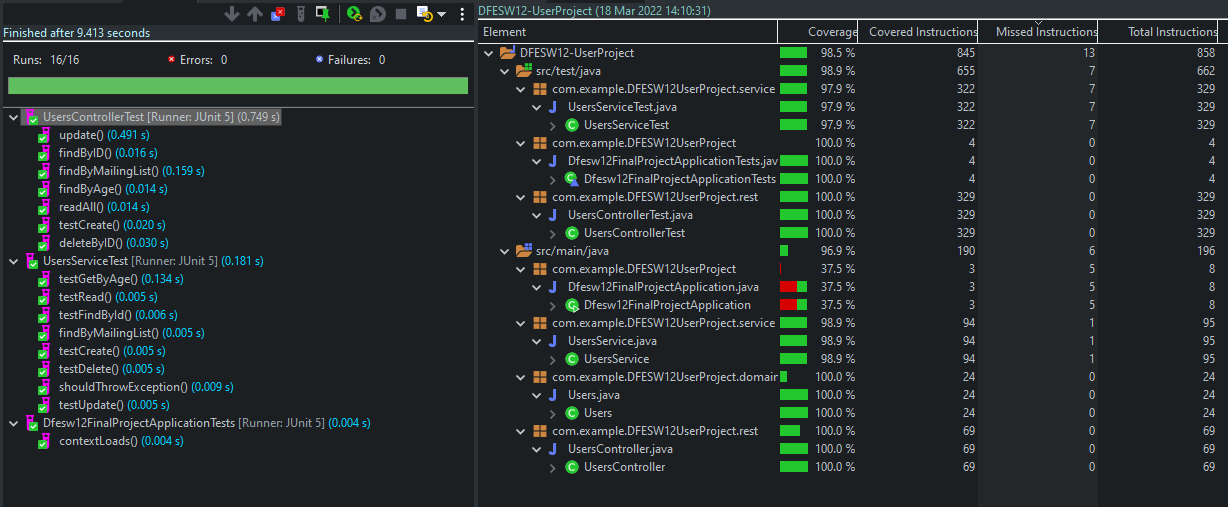 Finished after 9.413 seconds
Runs: 16/16 Errors: 0 Failures: 0
UsersControllerTest [Runner: JUnit 5] (0.749 s)
update() (0.491 s)
findByID() (0.016 s)
findByMailingList() (0.159 s)
findByAge() (0.014 s)
readAll() (0.014 s)
testCreate() (0.020 s)
deleteByID() (0.030 s)
UsersServiceTest [Runner: JUnit 5] (0.181 s)
testGetByAge() (0.134 s)
testRead() (0.005 s)
testFindById() (0.006 s)
findByMailingList() (0.005 s)
testCreate() (0.005 s)
testDelete() (0.005 s)
shouldThrowException() (0.009 s)
testUpdate() (0.005 s)
Dfesw12FinalProjectApplicationTests [Runner: JUnit 5] (0.004 s)
contextLoads() (0.004 s)
DFESW12-UserProject (18 Mar 2022 14:10:31)
Element Coverage Covered Instructions Missed Instructions Total Instructions
DFESW12-UserProject 98.5 % 845 13 858
src/test/java 98.9 % 655 7 662
com.example.DFESW12UserProject.service 97.9 % 322 7 329
UsersServiceTest.java 97.9 % 322 7 329
UsersServiceTest 97.9 % 322 7 329
com.example.DFESW12UserProject 100.0 % 4 0 4
Dfesw12FinalProjectApplicationTests.jav 100.0 % 4 0 4
Dfesw12FinalProjectApplicationTests 100.0 % 4 0 4
com.example.DFESW12UserProject.rest 100.0 % 329 0 329
UsersControllerTest.java 100.0 % 329 0 329
UsersControllerTest 100.0 % 329 0 329
src/main/java 96.9 % 190 6 196
com.example.DFESW12UserProject 37.5 % 3 5 8
Dfesw12FinalProjectApplication.java 37.5 % 3 5 8
Dfesw12FinalProjectApplication 37.5 % 3 5 8
com.example.DFESW12UserProject.service 98.9 % 94 1 95
UsersService.java 98.9 % 94 1 95
UsersService 98.9 % 94 1 95
com.example.DFESW12UserProject.domain 100.0 % 24 0 24
Users.java 100.0 % 24 0 24
Users 100.0 % 24 0 24
com.example.DFESW12UserProject.rest 100.0 % 69 0 69
UsersController.java 100.0 % 69 0 69
UsersController 100.0 % 69 0 69